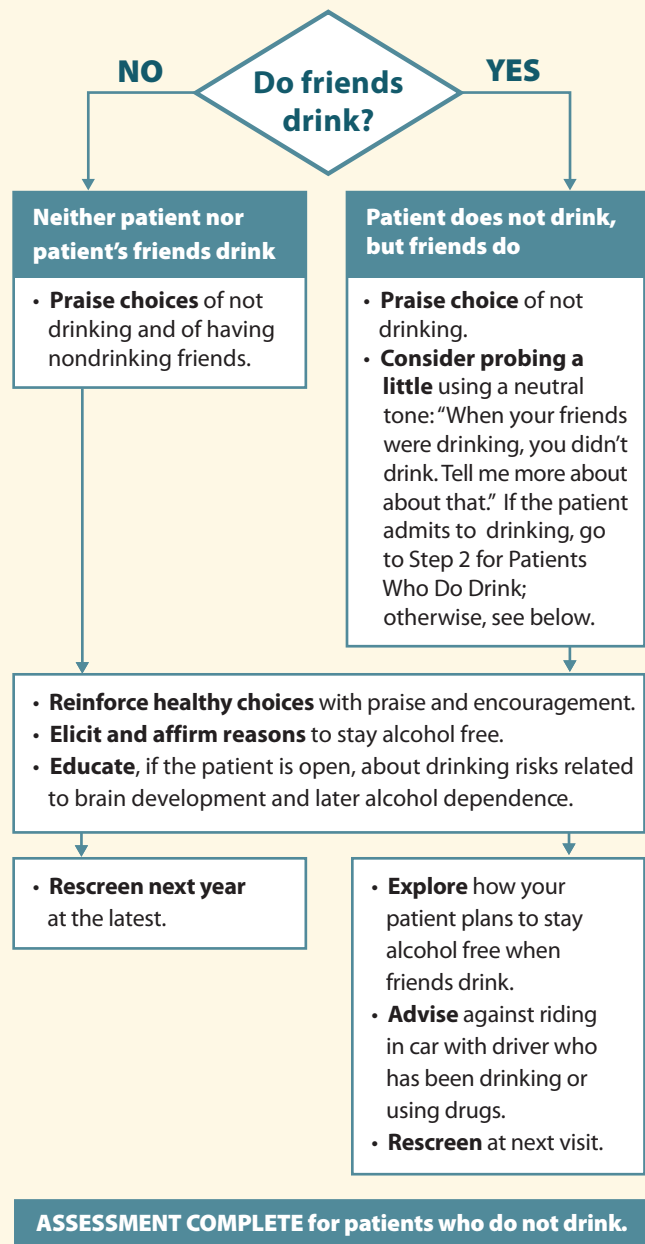 Do friends
drink?
NO
YES
Neither patient nor
patient's friends drink
• Praise choices of not
drinking and of having
nondrinking friends.
Patient does not drink,
but friends do
• Praise choice of not
drinking.
• Consider probing a
little using a neutral
tone: “When your friends
were drinking, you didn't
drink. Tell me more about
about that.” If the patient
admits to drinking, go
to Step 2 for Patients
Who Do Drink;
otherwise, see below.
• Reinforce healthy choices with praise and encouragement.
• Elicit and affirm reasons to stay alcohol free.
• Educate, if the patient is open, about drinking risks related
to brain development and later alcohol dependence.
• Rescreen next year
at the latest.
• Explore how your
patient plans to stay
alcohol free when
friends drink.
• Advise against riding
in car with driver who
has been drinking or
using drugs.
• Rescreen at next visit.
ASSESSMENT COMPLETE for patients who do not drink.